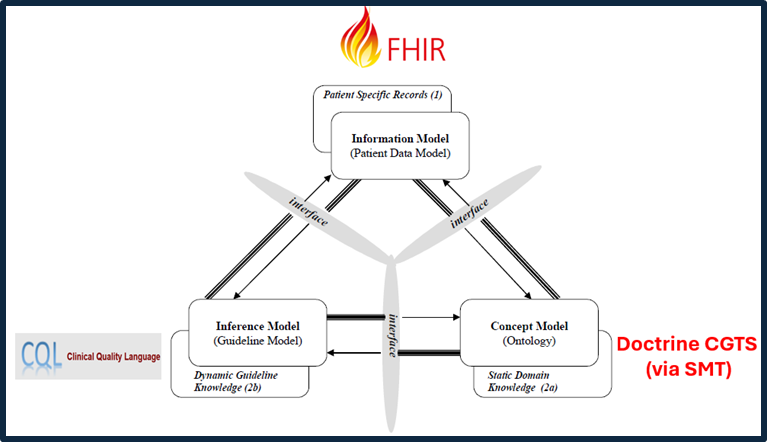 FHIR
Patient Specific Records (1)
Information Model
(Patient Data Model)
interface
interface
Inference Model
(Guideline Model)
interface
Concept Model
(Ontology)
CQL Clinical Quality Language
Dynamic Guideline
Knowledge (2b)
Static Domain
Knowledge (2a)
Doctrine CGTS
(via SMT)